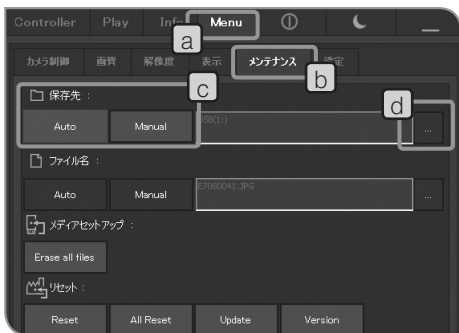 Controller Play Info Menu
a
カメラ制御 画質 解像度 表示 メンテナンス 設定
b
保存先 :
c
d
Auto Manual USB(1:) ...
ファイル名 :
Auto Manual E7080041.JPG ...
メディアセットアップ :
Erase all files
リセット :
Reset All Reset Update Version